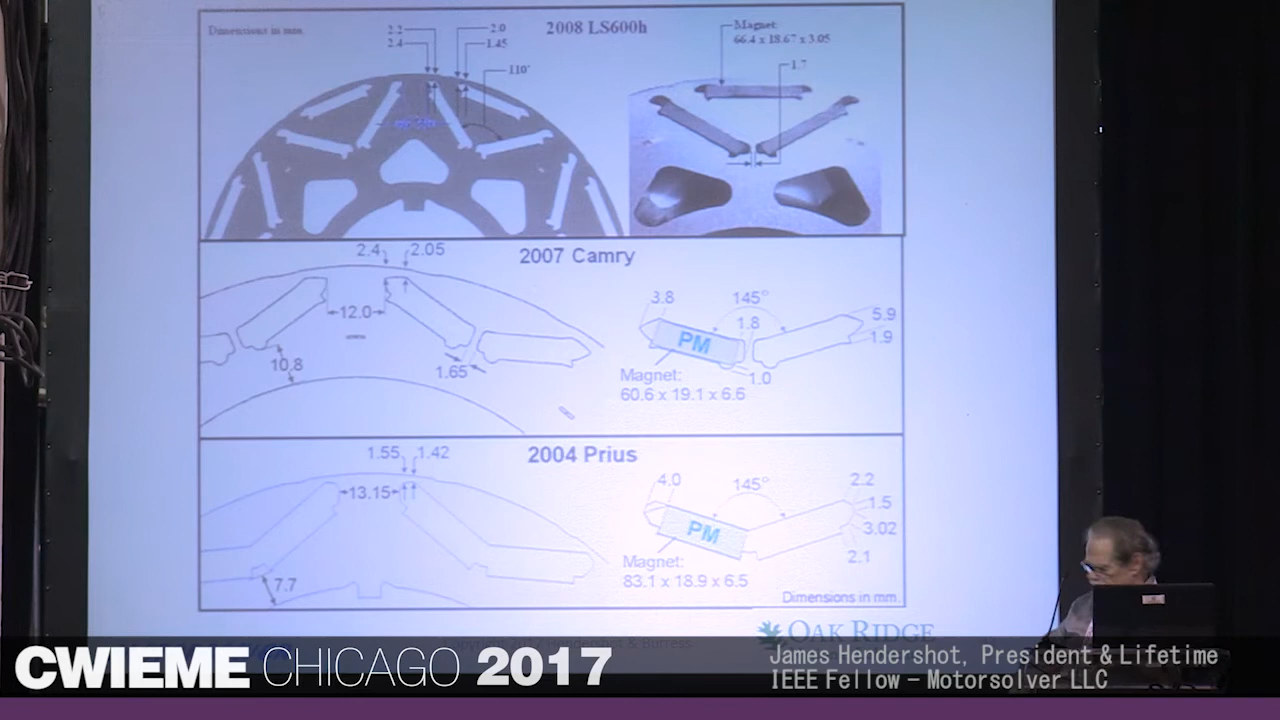 Dimensions in mm.
2.2
2.4
2.0
1.45
110°
2008 LS600h
Magnet:
66.4 x 18.67 x 3.05
1.7
2.4
2.05
2007 Camry
12.0
10.8
1.65
3.8
145°
1.8
5.9
1.9
PM
1.0
Magnet:
60.6 x 19.1 x 6.6
1.55
1.42
2004 Prius
13.15
7.7
4.0
145°
2.2
1.5
3.02
2.1
PM
Magnet:
83.1 x 18.9 x 6.5
Dimensions in mm.
OAK RIDGE
CWIEME CHICAGO 2017
James Hendershot, President & Lifetime
IEEE Fellow – Motorsolver LLC